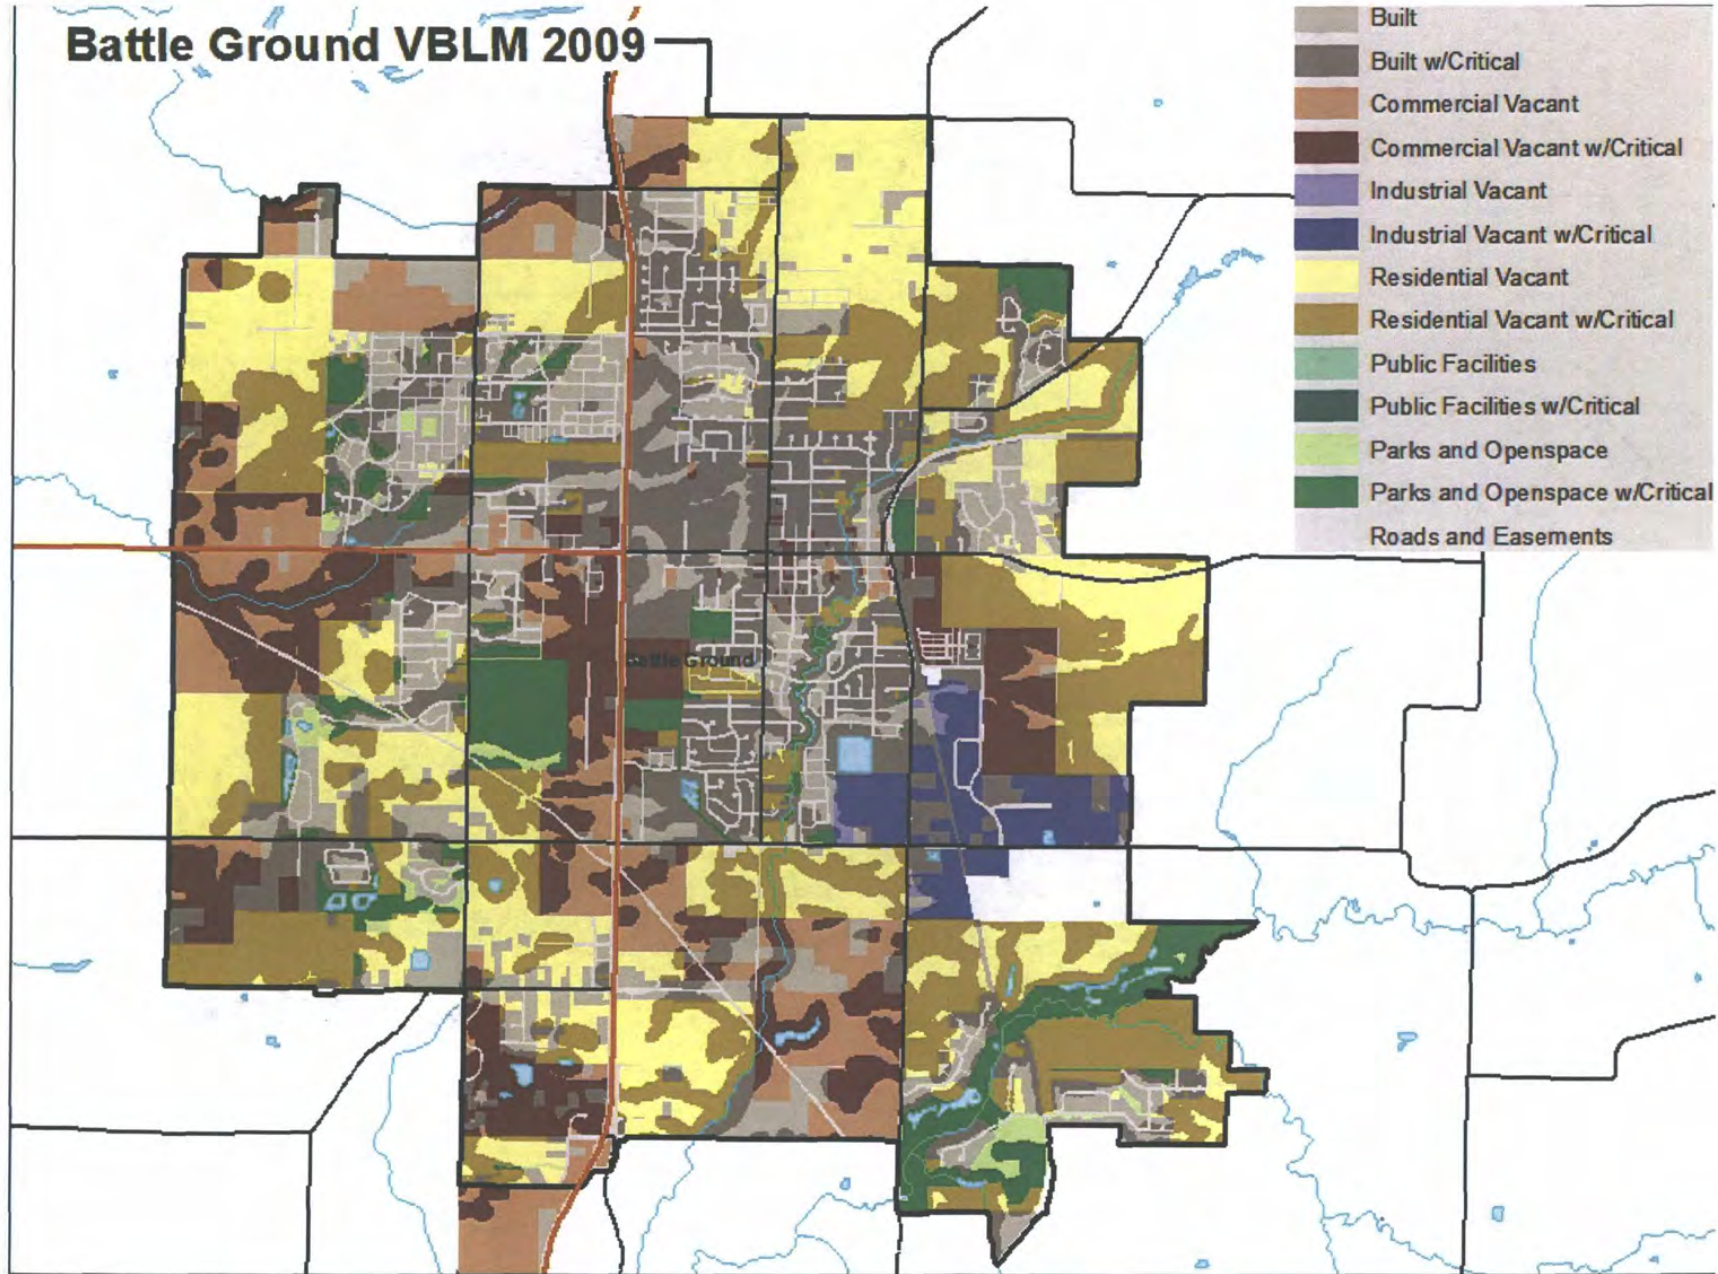 Battle Ground VBLM 2009
Built
Built w/Critical
Commercial Vacant
Commercial Vacant w/Critical
Industrial Vacant
Industrial Vacant w/Critical
Residential Vacant
Residential Vacant w/Critical
Public Facilities
Public Facilities w/Critical
Parks and Openspace
Parks and Openspace w/Critical
Roads and Easements
Battle Ground